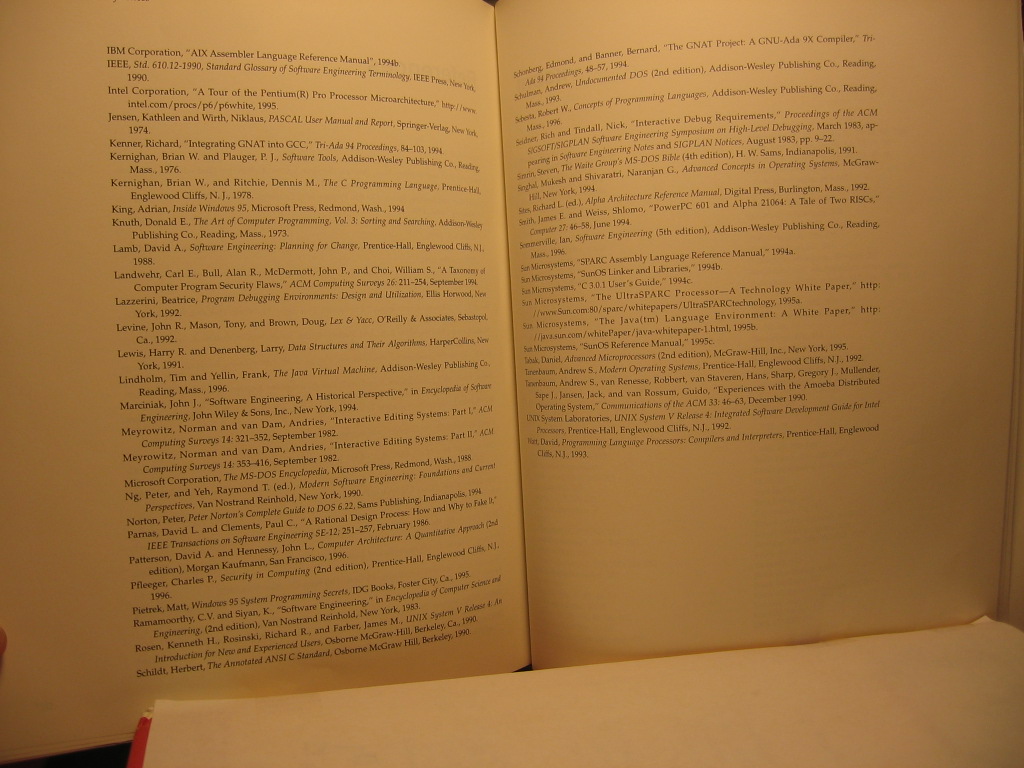 IBM Corporation, "AIX Assembler Language Reference Manual", 1994b.
IEEE, Std. 610.12-1990, Standard Glossary of Software Engineering Terminology, IEEE Press, New York,
1990.
Intel Corporation, "A Tour of the Pentium(R) Pro Processor Microarchitecture," http://www.
intel.com/procs/p6/p6white, 1995.
Jensen, Kathleen and Wirth, Niklaus, PASCAL User Manual and Report, Springer-Verlag, New York,
1974.
Kenner, Richard, "Integrating GNAT into GCC," Tri-Ada 94 Proceedings, 84–103, 1994.
Kernighan, Brian W. and Plauger, P. J., Software Tools, Addison-Wesley Publishing Co., Reading,
Mass., 1976.
Kernighan, Brian W., and Ritchie, Dennis M., The C Programming Language, Prentice-Hall,
Englewood Cliffs, N. J., 1978.
King, Adrian, Inside Windows 95, Microsoft Press, Redmond, Wash., 1994
Knuth, Donald E., The Art of Computer Programming, Vol. 3: Sorting and Searching, Addison-Wesley
Publishing Co., Reading, Mass., 1973.
Lamb, David A., Software Engineering: Planning for Change, Prentice-Hall, Englewood Cliffs, N.J.,
1988.
Landwehr, Carl E., Bull, Alan R., McDermott, John P., and Choi, William S., "A Taxonomy of
Computer Program Security Flaws," ACM Computing Surveys 26: 211–254, September 1994.
Lazzerini, Beatrice, Program Debugging Environments: Design and Utilization, Ellis Horwood, New
York, 1992.
Levine, John R., Mason, Tony, and Brown, Doug, Lex & Yacc, O'Reilly & Associates, Sebastopol,
Ca., 1992.
Lewis, Harry R. and Denenberg, Larry, Data Structures and Their Algorithms, HarperCollins, New
York, 1991.
Lindholm, Tim and Yellin, Frank, The Java Virtual Machine, Addison-Wesley Publishing Co.,
Reading, Mass., 1996.
Marciniak, John J., "Software Engineering, A Historical Perspective," in Encyclopedia of Software
Engineering, John Wiley & Sons, Inc., New York, 1994.
Meyrowitz, Norman and van Dam, Andries, "Interactive Editing Systems: Part I," ACM
Computing Surveys 14: 321–352, September 1982.
Meyrowitz, Norman and van Dam, Andries, "Interactive Editing Systems: Part II," ACM
Computing Surveys 14: 353–416, September 1982.
Microsoft Corporation, The MS-DOS Encyclopedia, Microsoft Press, Redmond, Wash., 1988.
Ng, Peter, and Yeh, Raymond T. (ed.), Modern Software Engineering: Foundations and Current
Perspectives, Van Nostrand Reinhold, New York, 1990.
Norton, Peter, Peter Norton's Complete Guide to DOS 6.22, Sams Publishing, Indianapolis, 1994.
Parnas, David L. and Clements, Paul C., "A Rational Design Process: How and Why to Fake It,"
IEEE Transactions on Software Engineering SE-12; 251–257, February 1986.
Patterson, David A. and Hennessy, John L., Computer Architecture: A Quantitative Approach (2nd
edition), Morgan Kaufmann, San Francisco, 1996.
Pfleeger, Charles P., Security in Computing (2nd edition), Prentice-Hall, Englewood Cliffs, N.J.,
1996.
Pietrek, Matt, Windows 95 System Programming Secrets, IDG Books, Foster City, Ca., 1995.
Ramamoorthy, C.V. and Siyan, K., "Software Engineering," in Encyclopedia of Computer Science and
Engineering, (2nd edition), Van Nostrand Reinhold, New York, 1983.
Rosen, Kenneth H., Rosinski, Richard R., and Farber, James M., UNIX System V Release 4: An
Introduction for New and Experienced Users, Osborne McGraw-Hill, Berkeley, Ca., 1990.
Schildt, Herbert, The Annotated ANSI C Standard, Osborne McGraw Hill, Berkeley, 1990.
Schonberg, Edmond, and Banner, Bernard, "The GNAT Project: A GNU-Ada 9X Compiler," Tri-
Ada 94 Proceedings, 48–57, 1994.
Schulman, Andrew, Undocumented DOS (2nd edition), Addison-Wesley Publishing Co., Reading,
Mass., 1993.
Sebesta, Robert W., Concepts of Programming Languages, Addison-Wesley Publishing Co., Reading,
Mass., 1996.
Seidner, Rich and Tindall, Nick, "Interactive Debug Requirements," Proceedings of the ACM
SIGSOFT/SIGPLAN Software Engineering Symposium on High-Level Debugging, March 1983, ap-
pearing in Software Engineering Notes and SIGPLAN Notices, August 1983, pp. 9–22.
Simrin, Steven, The Waite Group's MS-DOS Bible (4th edition), H. W. Sams, Indianapolis, 1991.
Singhal, Mukesh and Shivaratri, Naranjan G., Advanced Concepts in Operating Systems, McGraw-
Hill, New York, 1994.
Sites, Richard L. (ed.), Alpha Architecture Reference Manual, Digital Press, Burlington, Mass., 1992.
Smith, James E. and Weiss, Shlomo, "PowerPC 601 and Alpha 21064: A Tale of Two RISCs,"
Computer 27: 46–58, June 1994.
Sommerville, Ian, Software Engineering (5th edition), Addison-Wesley Publishing Co., Reading,
Mass., 1996.
Sun Microsystems, "SPARC Assembly Language Reference Manual," 1994a.
Sun Microsystems, "SunOS Linker and Libraries," 1994b.
Sun Microsystems, "C 3.0.1 User's Guide," 1994c.
Sun Microsystems, "The UltraSPARC Processor—A Technology White Paper," http:
//www.Sun.com:80/sparc/whitepapers/UltraSPARCtechnology, 1995a.
Sun Microsystems, "The Java(tm) Language Environment: A White Paper," http:
//java.sun.com/whitePaper/java-whitepaper-1.html, 1995b.
Sun Microsystems, "SunOS Reference Manual," 1995c.
Tabak, Daniel, Advanced Microprocessors (2nd edition), McGraw-Hill, Inc., New York, 1995.
Tanenbaum, Andrew S., Modern Operating Systems, Prentice-Hall, Englewood Cliffs, N.J., 1992.
Tanenbaum, Andrew S., van Renesse, Robbert, van Staveren, Hans, Sharp, Gregory J., Mullender,
Sape J., Jansen, Jack, and van Rossum, Guido, "Experiences with the Amoeba Distributed
Operating System," Communications of the ACM 33: 46–63, December 1990.
UNIX System Laboratories, UNIX System V Release 4: Integrated Software Development Guide for Intel
Processors, Prentice-Hall, Englewood Cliffs, N.J., 1992.
Watt, David, Programming Language Processors: Compilers and Interpreters, Prentice-Hall, Englewood
Cliffs, N.J., 1993.